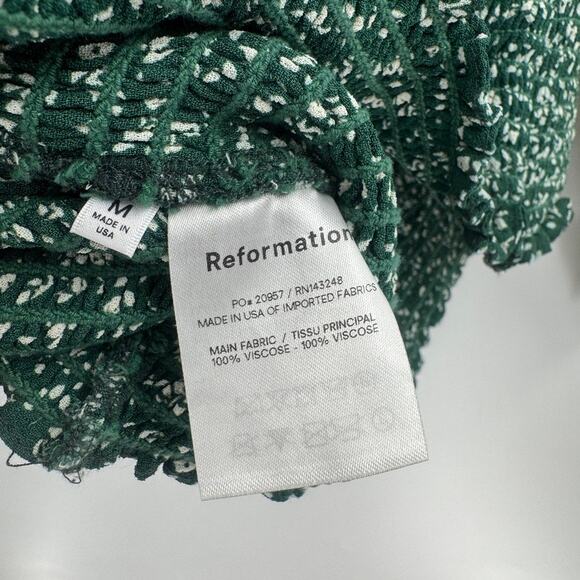 M
MADE IN
USA
Reformation
PO# 20957 / RN143248
MADE IN USA OF IMPORTED FABRICS
MAIN FABRIC / TISSU PRINCIPAL
100% VISCOSE - 100% VISCOSE